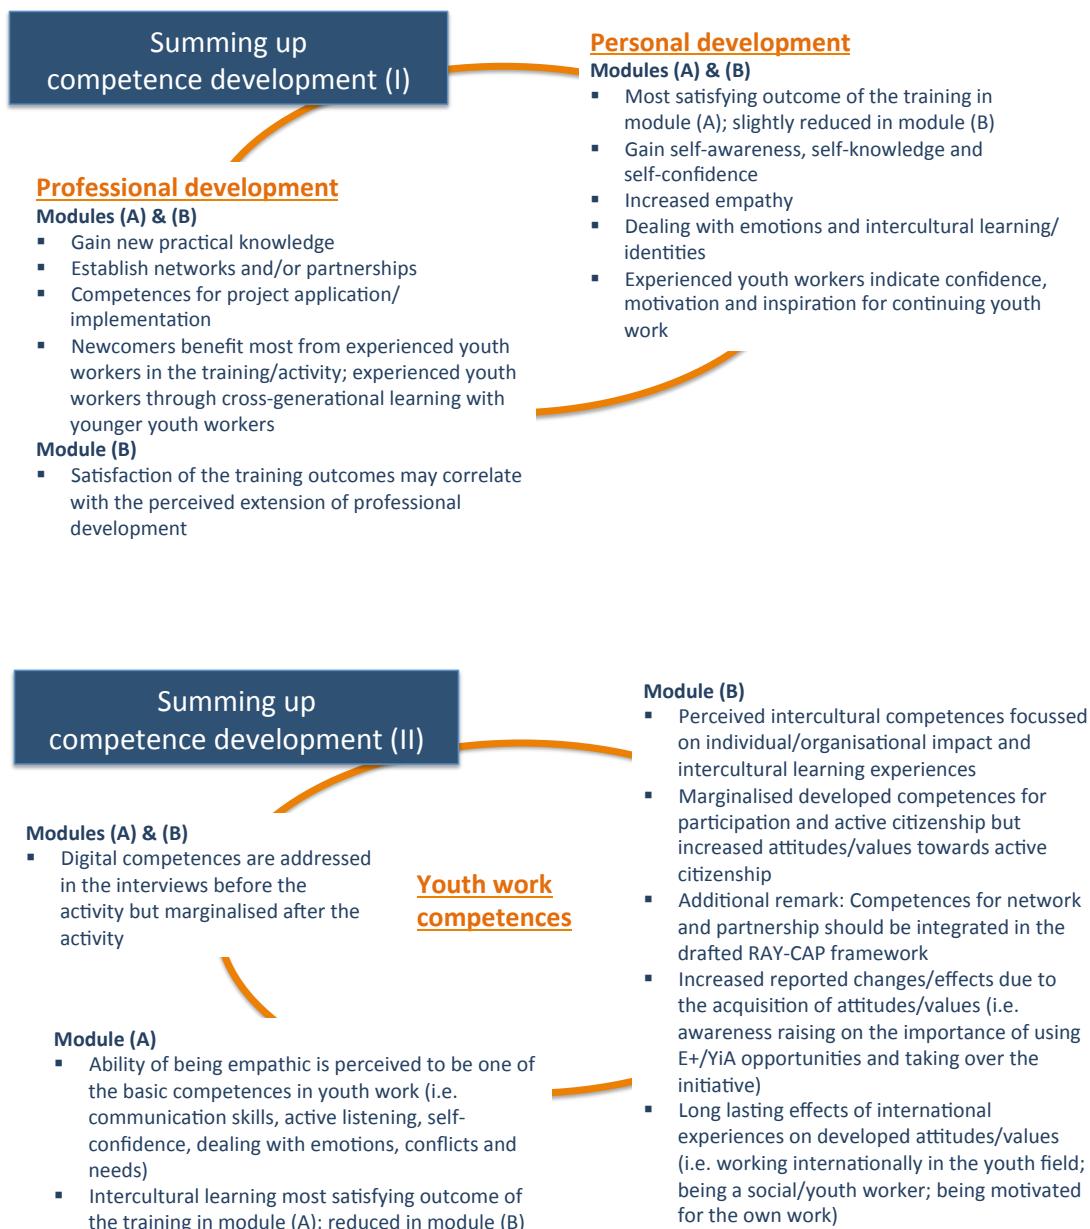 Summing up
competence development (I)
Professional development
Modules (A) & (B)
▪ Gain new practical knowledge
▪ Establish networks and/or partnerships
▪ Competences for project application/
implementation
▪ Newcomers benefit most from experienced youth
workers in the training/activity; experienced youth
workers through cross-generational learning with
younger youth workers
Module (B)
▪ Satisfaction of the training outcomes may correlate
with the perceived extension of professional
development
Personal development
Modules (A) & (B)
▪ Most satisfying outcome of the training in
module (A); slightly reduced in module (B)
▪ Gain self-awareness, self-knowledge and
self-confidence
▪ Increased empathy
▪ Dealing with emotions and intercultural learning/
identities
▪ Experienced youth workers indicate confidence,
motivation and inspiration for continuing youth
work
Summing up
competence development (II)
Modules (A) & (B)
▪ Digital competences are addressed
in the interviews before the
activity but marginalised after the
activity
Youth work
competences
Module (A)
▪ Ability of being empathic is perceived to be one of
the basic competences in youth work (i.e.
communication skills, active listening, self-
confidence, dealing with emotions, conflicts and
needs)
▪ Intercultural learning most satisfying outcome of
the training in module (A); reduced in module (B)
Module (B)
▪ Perceived intercultural competences focussed
on individual/organisational impact and
intercultural learning experiences
▪ Marginalised developed competences for
participation and active citizenship but
increased attitudes/values towards active
citizenship
▪ Additional remark: Competences for network
and partnership should be integrated in the
drafted RAY-CAP framework
▪ Increased reported changes/effects due to
the acquisition of attitudes/values (i.e.
awareness raising on the importance of using
E+/YiA opportunities and taking over the
initiative)
▪ Long lasting effects of international
experiences on developed attitudes/values
(i.e. working internationally in the youth field;
being a social/youth worker; being motivated
for the own work)